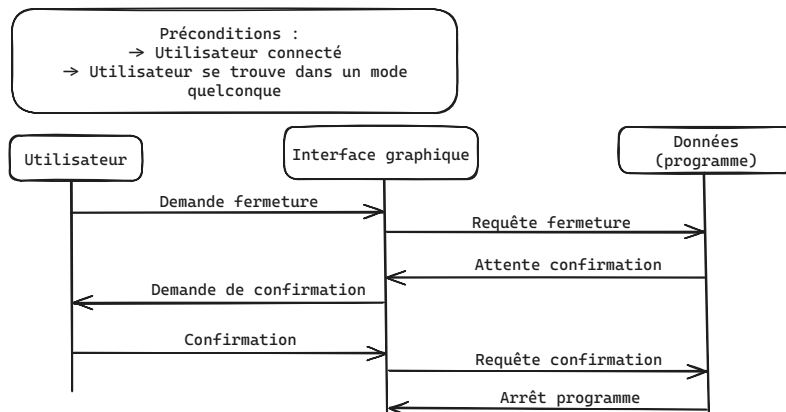 Préconditions :
→ Utilisateur connecté
→ Utilisateur se trouve dans un mode
quelconque
Utilisateur
Interface graphique
Données
(programme)
Demande fermeture
Requête fermeture
Attente confirmation
Demande de confirmation
Confirmation
Requête confirmation
Arrêt programme